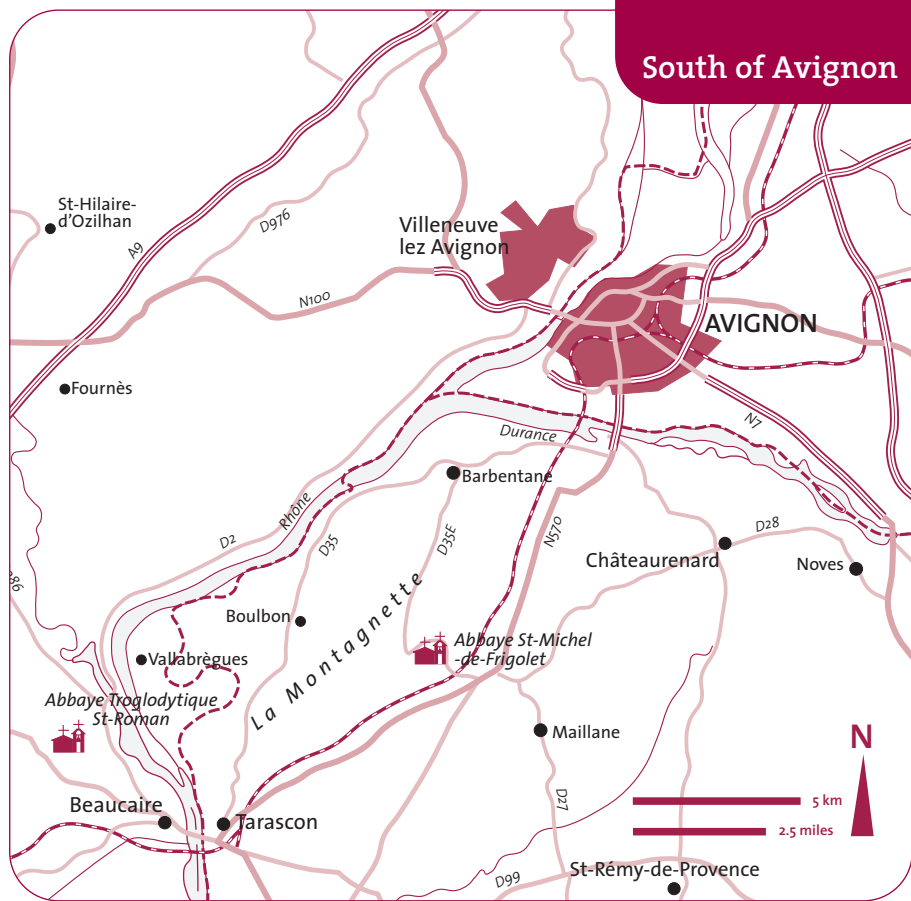 South of Avignon
St-Hilaire-
d'Ozilhan
A9
D976
Villeneuve
lez Avignon
N100
AVIGNON
Fournès
N7
Durance
Barbentane
Rhône
D2
D35
D35E
N570
D28
Châteaurenard
Noves
86
Boulbon
La Montagnette
Abbaye St-Michel
-de-Frigolet
Vallabrègues
Abbaye Troglodytique
St-Roman
Maillane
N
5 km
2.5 miles
Beaucaire
Tarascon
D27
St-Rémy-de-Provence
D99